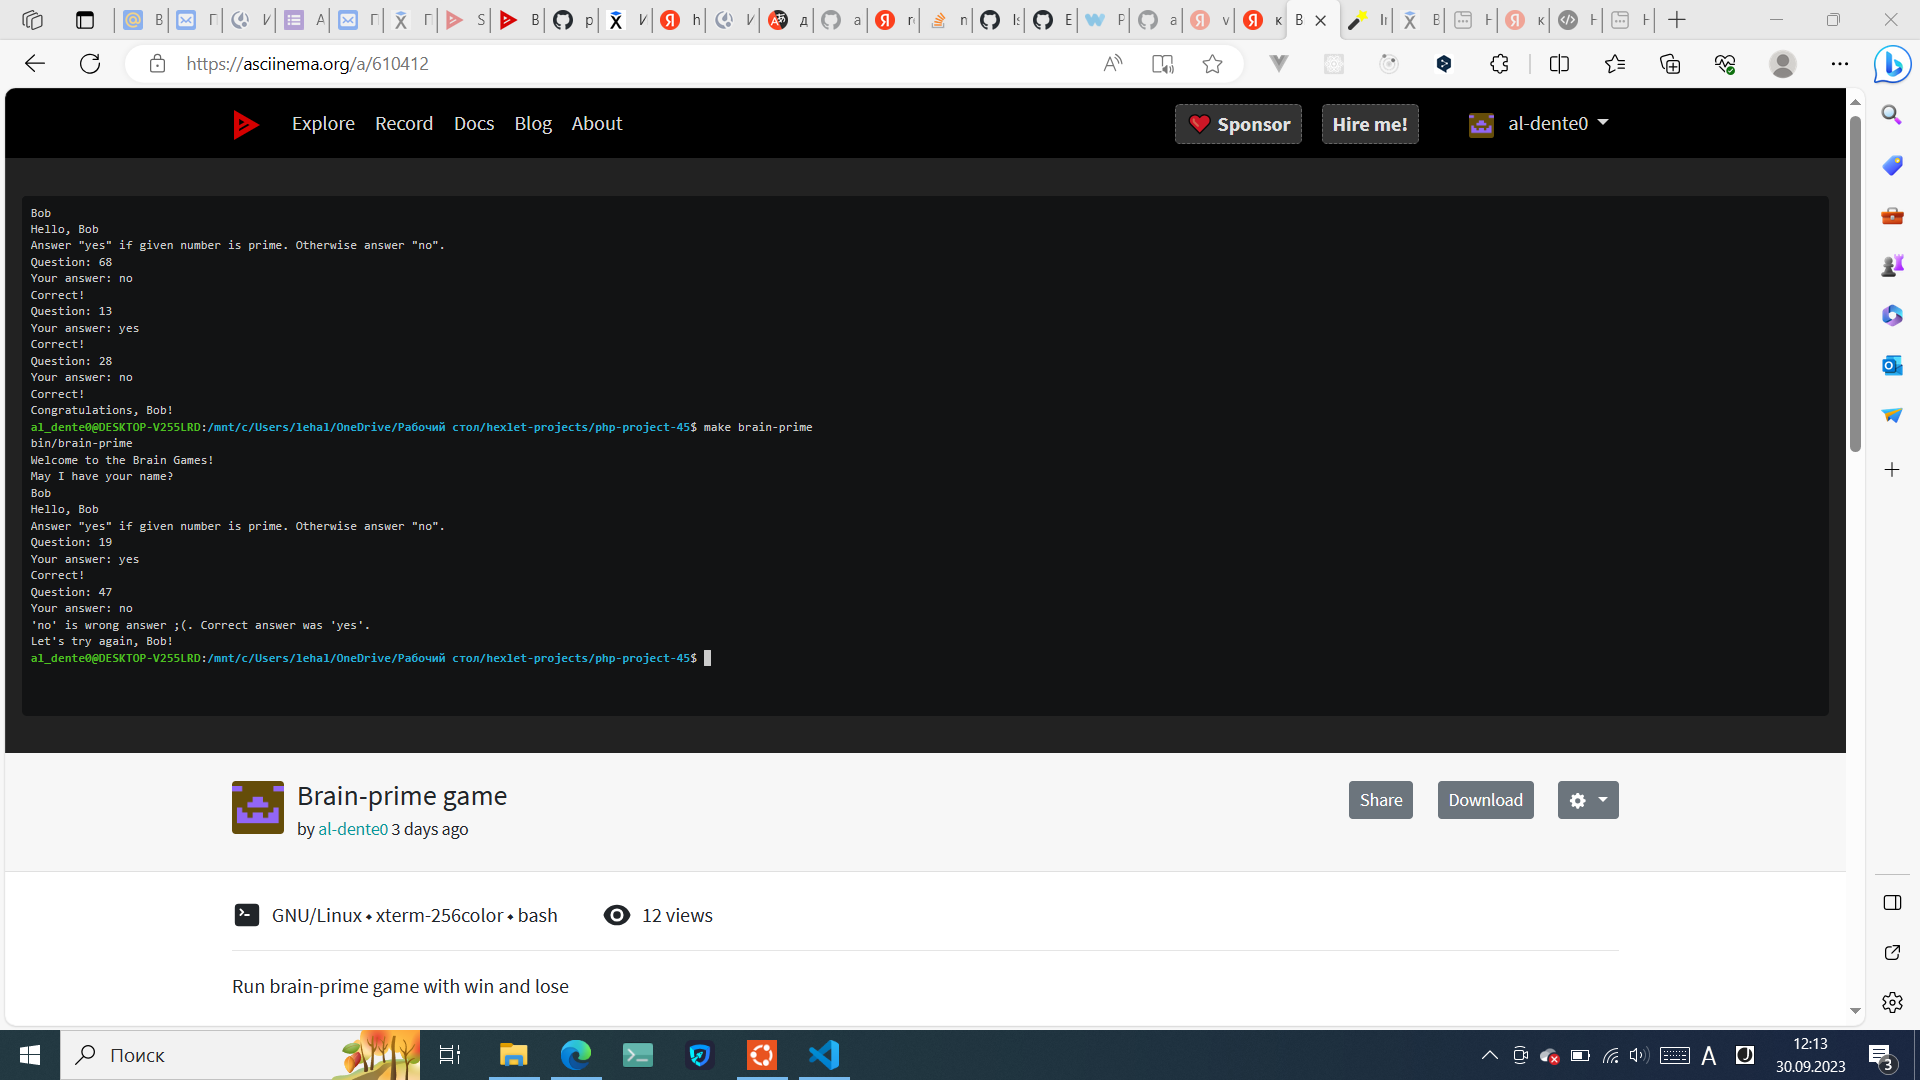 https://asciinema.org/a/610412
Explore Record Docs Blog About
Sponsor
Hire me!
al-dente0
Bob
Hello, Bob
Answer "yes" if given number is prime. Otherwise answer "no".
Question: 68
Your answer: no
Correct!
Question: 13
Your answer: yes
Correct!
Question: 28
Your answer: no
Correct!
Congratulations, Bob!
al_dente0@DESKTOP-V255LRD:/mnt/c/Users/lehal/OneDrive/Рабочий стол/hexlet-projects/php-project-45$ make brain-prime
bin/brain-prime
Welcome to the Brain Games!
May I have your name?
Bob
Hello, Bob
Answer "yes" if given number is prime. Otherwise answer "no".
Question: 19
Your answer: yes
Correct!
Question: 47
Your answer: no
'no' is wrong answer ;(. Correct answer was 'yes'.
Let's try again, Bob!
al_dente0@DESKTOP-V255LRD:/mnt/c/Users/lehal/OneDrive/Рабочий стол/hexlet-projects/php-project-45$
Brain-prime game
by al-dente0 3 days ago
Share
Download
GNU/Linux • xterm-256color • bash
12 views
Run brain-prime game with win and lose
Поиск
12:13
30.09.2023
3